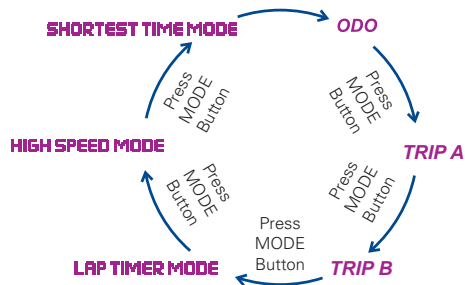 SHORTEST TIME MODE
ODO
Press
MODE
Button
Press
MODE
Button
HIGH SPEED MODE
TRIP A
Press
MODE
Button
Press
MODE
Button
Press
MODE
Button
LAP TIMER MODE
TRIP B